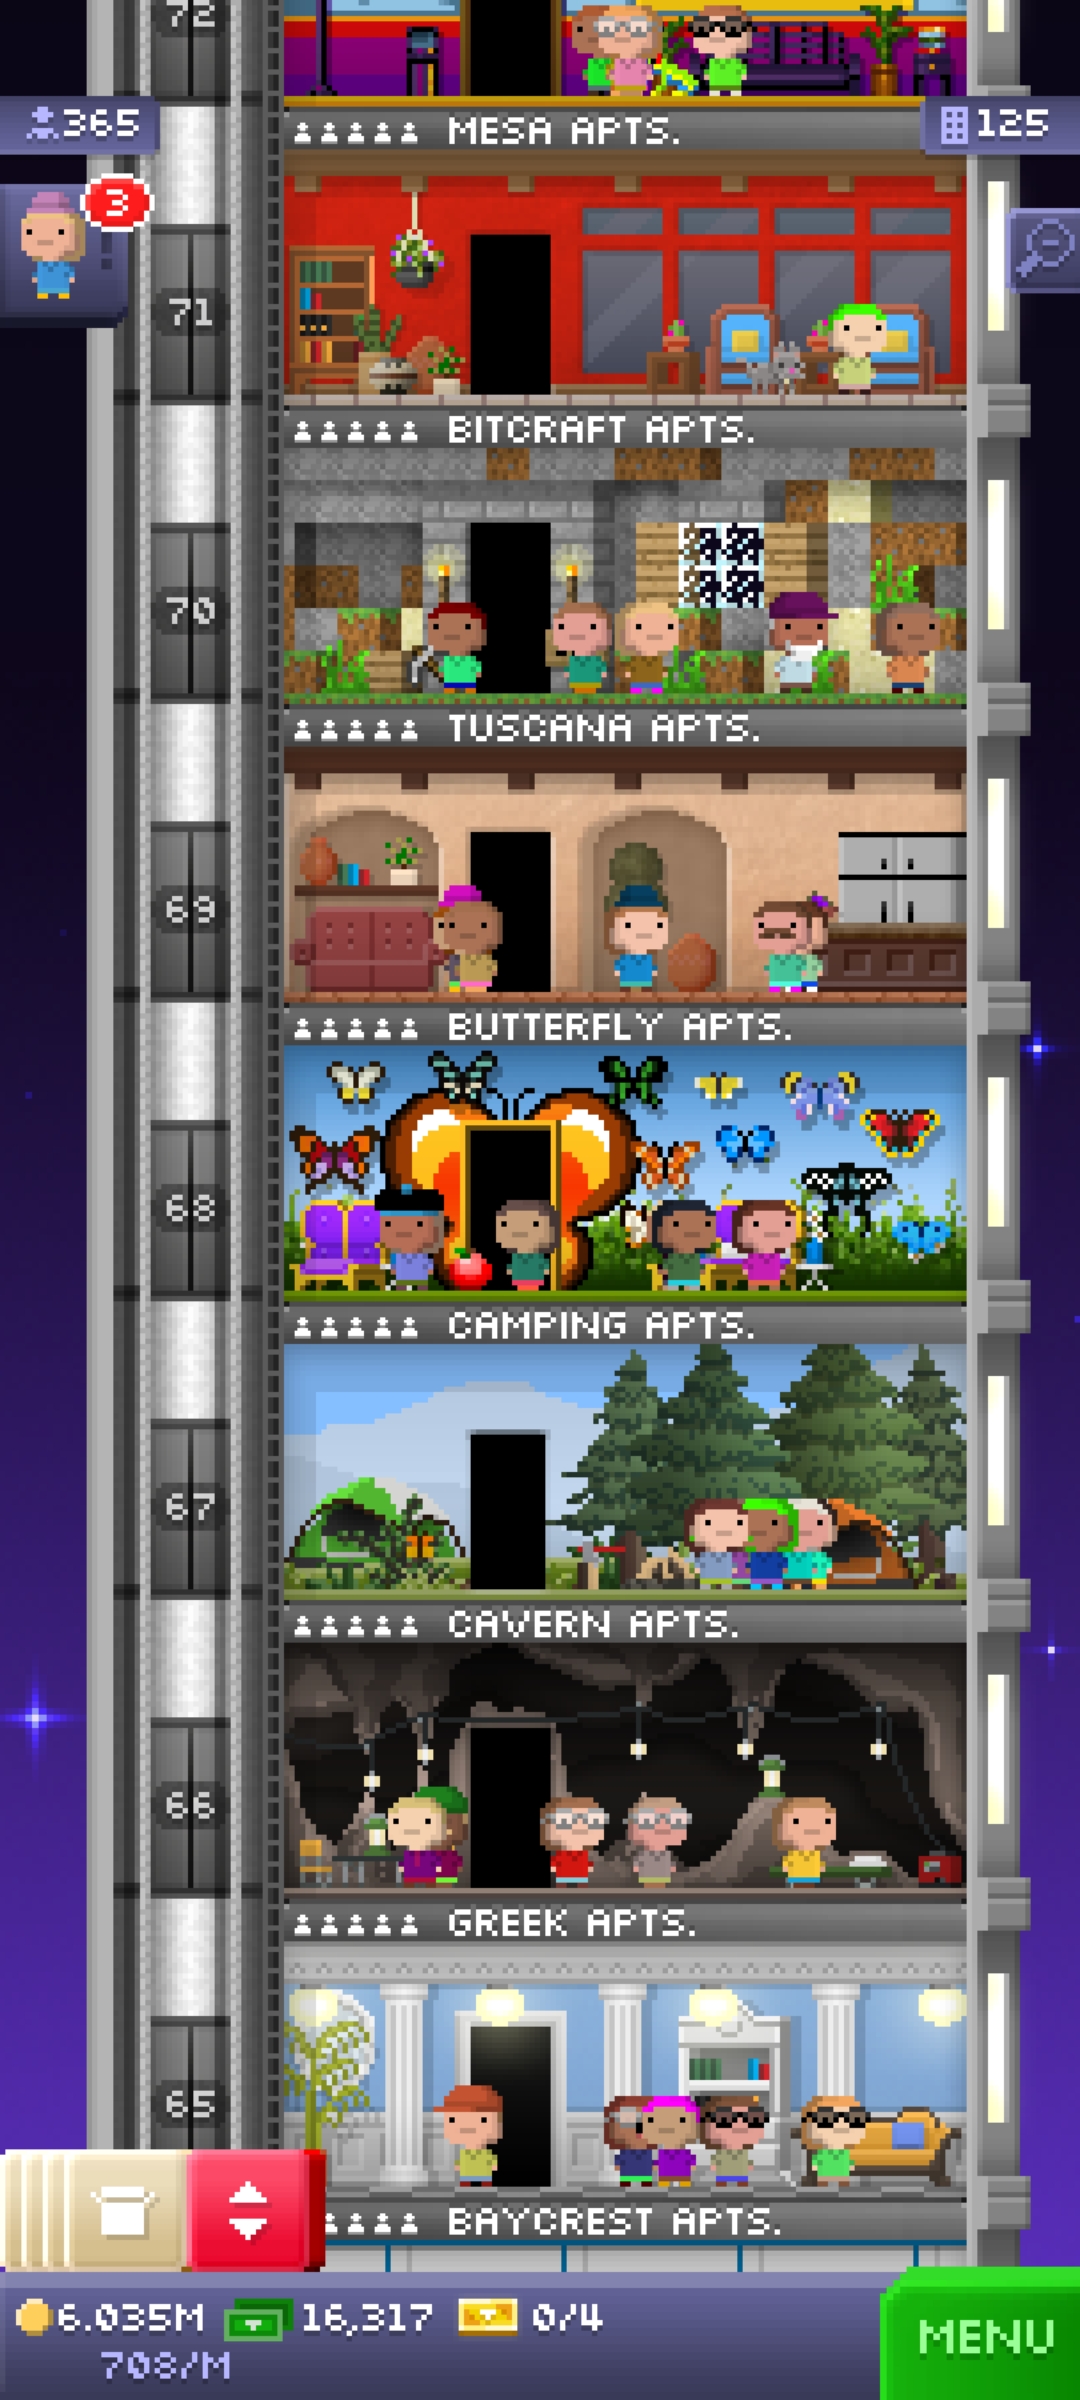 72
365
125
MESA APTS.
3
71
BITCRAFT APTS.
70
TUSCANA APTS.
69
BUTTERFLY APTS.
68
CAMPING APTS.
67
CAVERN APTS.
66
GREEK APTS.
65
BAYCREST APTS.
6.035M 16,317 0/4
708/M
MENU